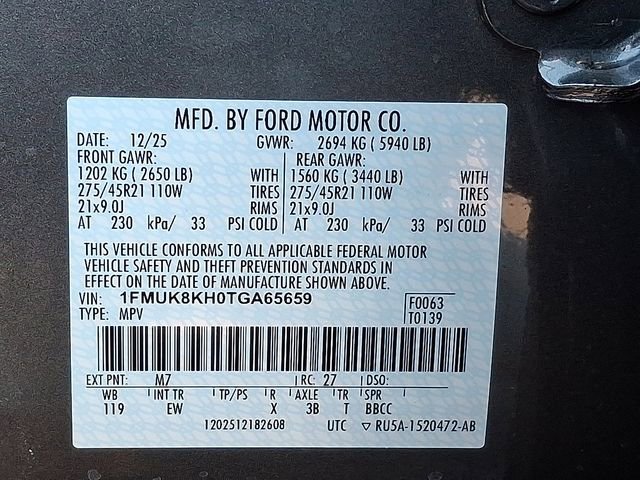 MFD. BY FORD MOTOR CO.
DATE: 12/25 GVWR: 2694 KG ( 5940 LB)
FRONT GAWR: REAR GAWR:
1202 KG ( 2650 LB) WITH 1560 KG ( 3440 LB) WITH
275/45R21 110W TIRES 275/45R21 110W TIRES
21x9.0J RIMS 21x9.0J RIMS
AT 230 kPa/ 33 PSI COLD AT 230 kPa/ 33 PSI COLD
THIS VEHICLE CONFORMS TO ALL APPLICABLE FEDERAL MOTOR
VEHICLE SAFETY AND THEFT PREVENTION STANDARDS IN
EFFECT ON THE DATE OF MANUFACTURE SHOWN ABOVE.
VIN: 1FMUK8KH0TGA65659 F0063
TYPE: MPV T0139
EXT PNT: M7 RC: 27 DSO:
WB INT TR TP/PS R AXLE TR SPR
119 EW X 3B T BBCC
1202512182608 UTC ▽ RU5A-1520472-AB